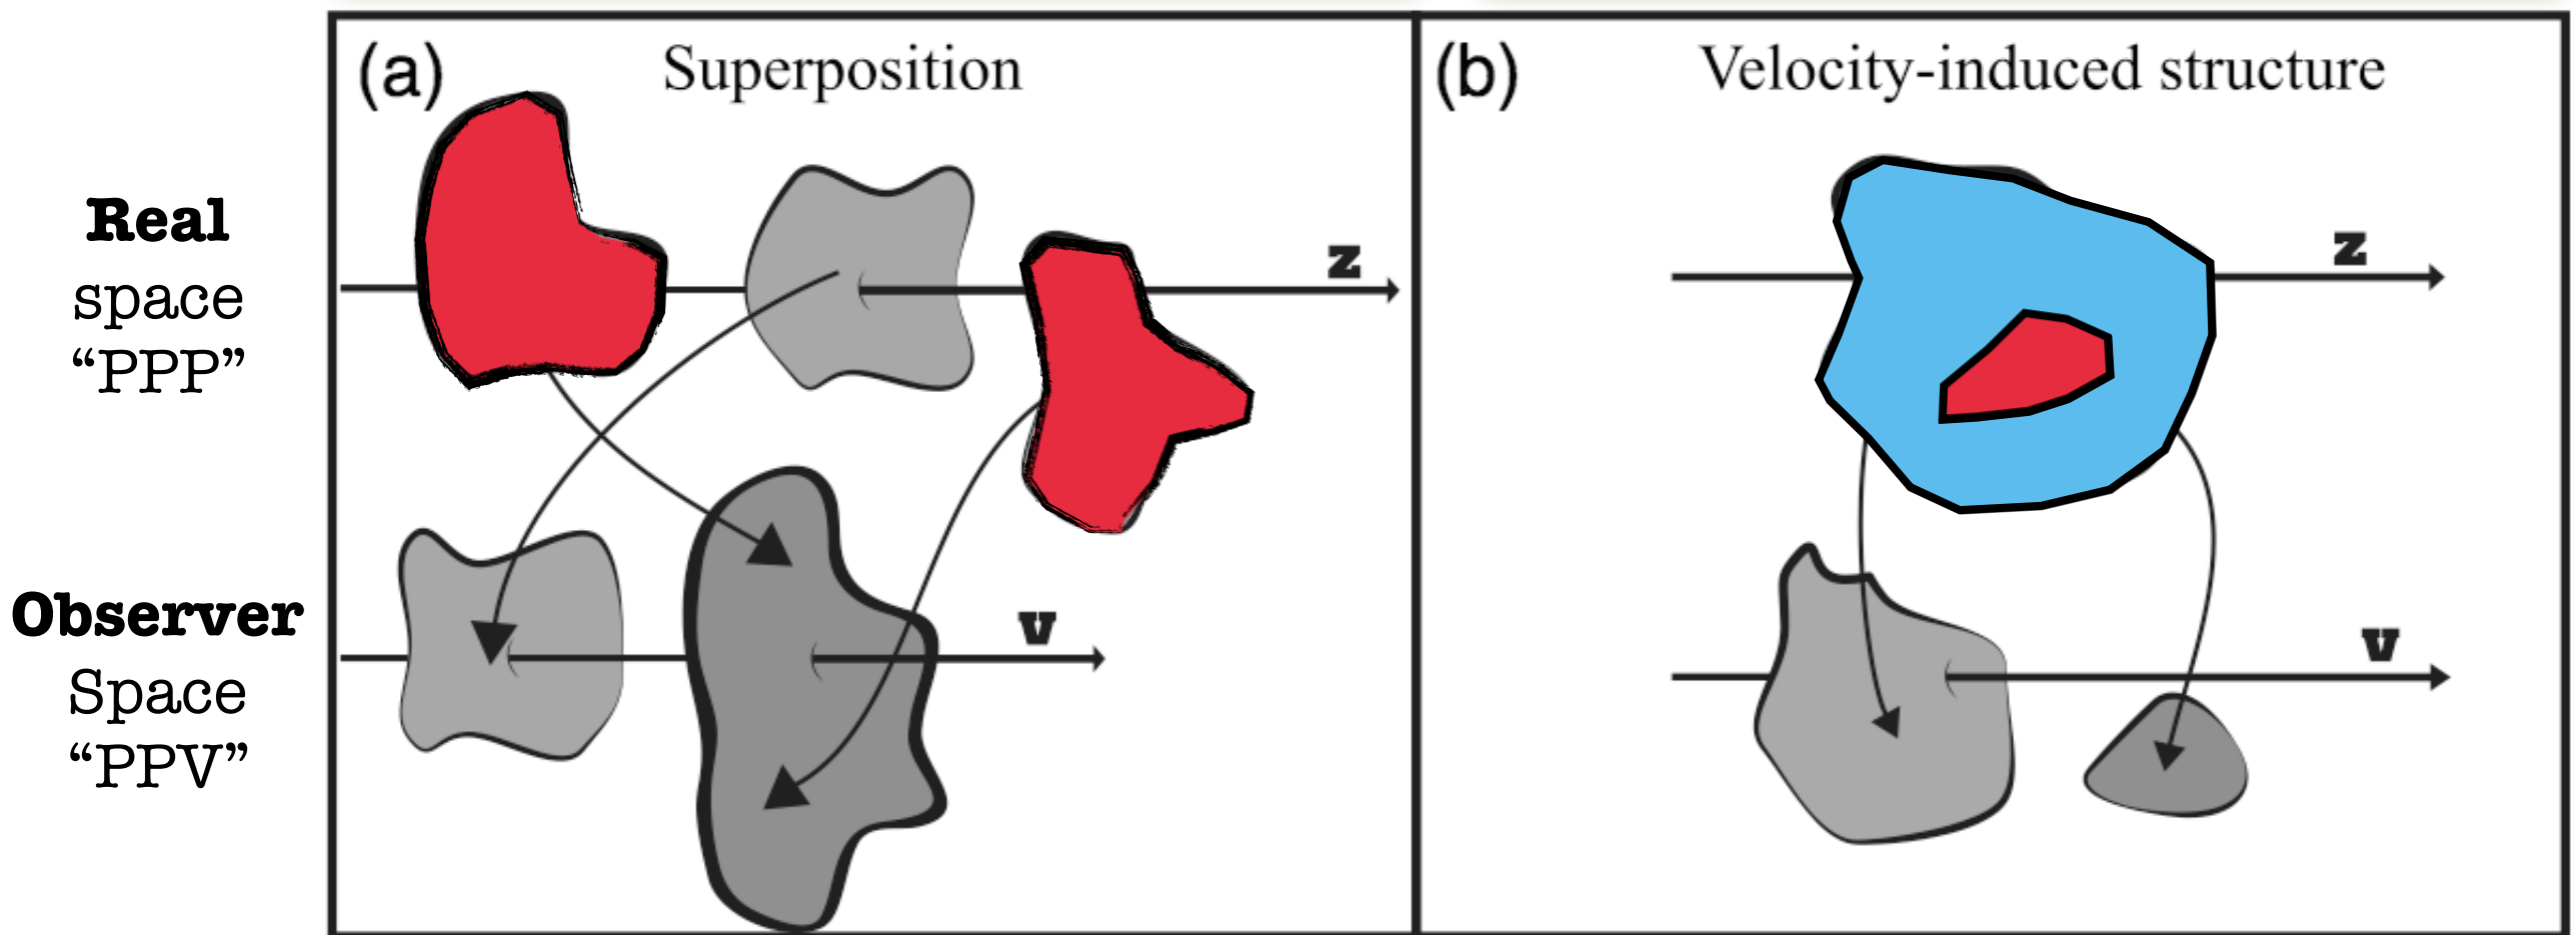 (a)
Superposition
(b)
Velocity-induced structure
Real
space
“PPP”
z
z
Observer
Space
“PPV”
v
v